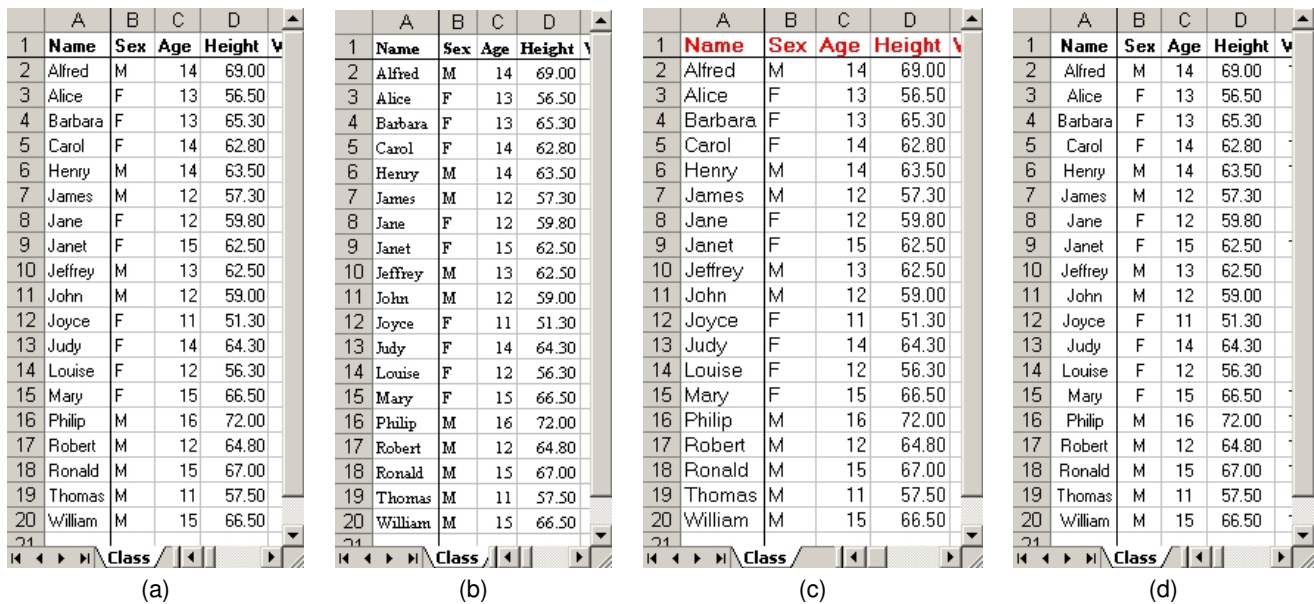 A B C D
1 Name Sex Age Height
2 Alfred M 14 69.00
3 Alice F 13 56.50
4 Barbara F 13 65.30
5 Carol F 14 62.80
6 Henry M 14 63.50
7 James M 12 57.30
8 Jane F 12 59.80
9 Janet F 15 62.50
10 Jeffrey M 13 62.50
11 John M 12 59.00
12 Joyce F 11 51.30
13 Judy F 14 64.30
14 Louise F 12 56.30
15 Mary F 15 66.50
16 Philip M 16 72.00
17 Robert M 12 64.80
18 Ronald M 15 67.00
19 Thomas M 11 57.50
20 William M 15 66.50
21
Class
(a)
A B C D
1 Name Sex Age Height
2 Alfred M 14 69.00
3 Alice F 13 56.50
4 Barbara F 13 65.30
5 Carol F 14 62.80
6 Henry M 14 63.50
7 James M 12 57.30
8 Jane F 12 59.80
9 Janet F 15 62.50
10 Jeffrey M 13 62.50
11 John M 12 59.00
12 Joyce F 11 51.30
13 Judy F 14 64.30
14 Louise F 12 56.30
15 Mary F 15 66.50
16 Philip M 16 72.00
17 Robert M 12 64.80
18 Ronald M 15 67.00
19 Thomas M 11 57.50
20 William M 15 66.50
21
Class
(b)
A B C D
1 Name Sex Age Height
2 Alfred M 14 69.00
3 Alice F 13 56.50
4 Barbara F 13 65.30
5 Carol F 14 62.80
6 Henry M 14 63.50
7 James M 12 57.30
8 Jane F 12 59.80
9 Janet F 15 62.50
10 Jeffrey M 13 62.50
11 John M 12 59.00
12 Joyce F 11 51.30
13 Judy F 14 64.30
14 Louise F 12 56.30
15 Mary F 15 66.50
16 Philip M 16 72.00
17 Robert M 12 64.80
18 Ronald M 15 67.00
19 Thomas M 11 57.50
20 William M 15 66.50
21
Class
(c)
A B C D
1 Name Sex Age Height
2 Alfred M 14 69.00
3 Alice F 13 56.50
4 Barbara F 13 65.30
5 Carol F 14 62.80
6 Henry M 14 63.50
7 James M 12 57.30
8 Jane F 12 59.80
9 Janet F 15 62.50
10 Jeffrey M 13 62.50
11 John M 12 59.00
12 Joyce F 11 51.30
13 Judy F 14 64.30
14 Louise F 12 56.30
15 Mary F 15 66.50
16 Philip M 16 72.00
17 Robert M 12 64.80
18 Ronald M 15 67.00
19 Thomas M 11 57.50
20 William M 15 66.50
21
Class
(d)